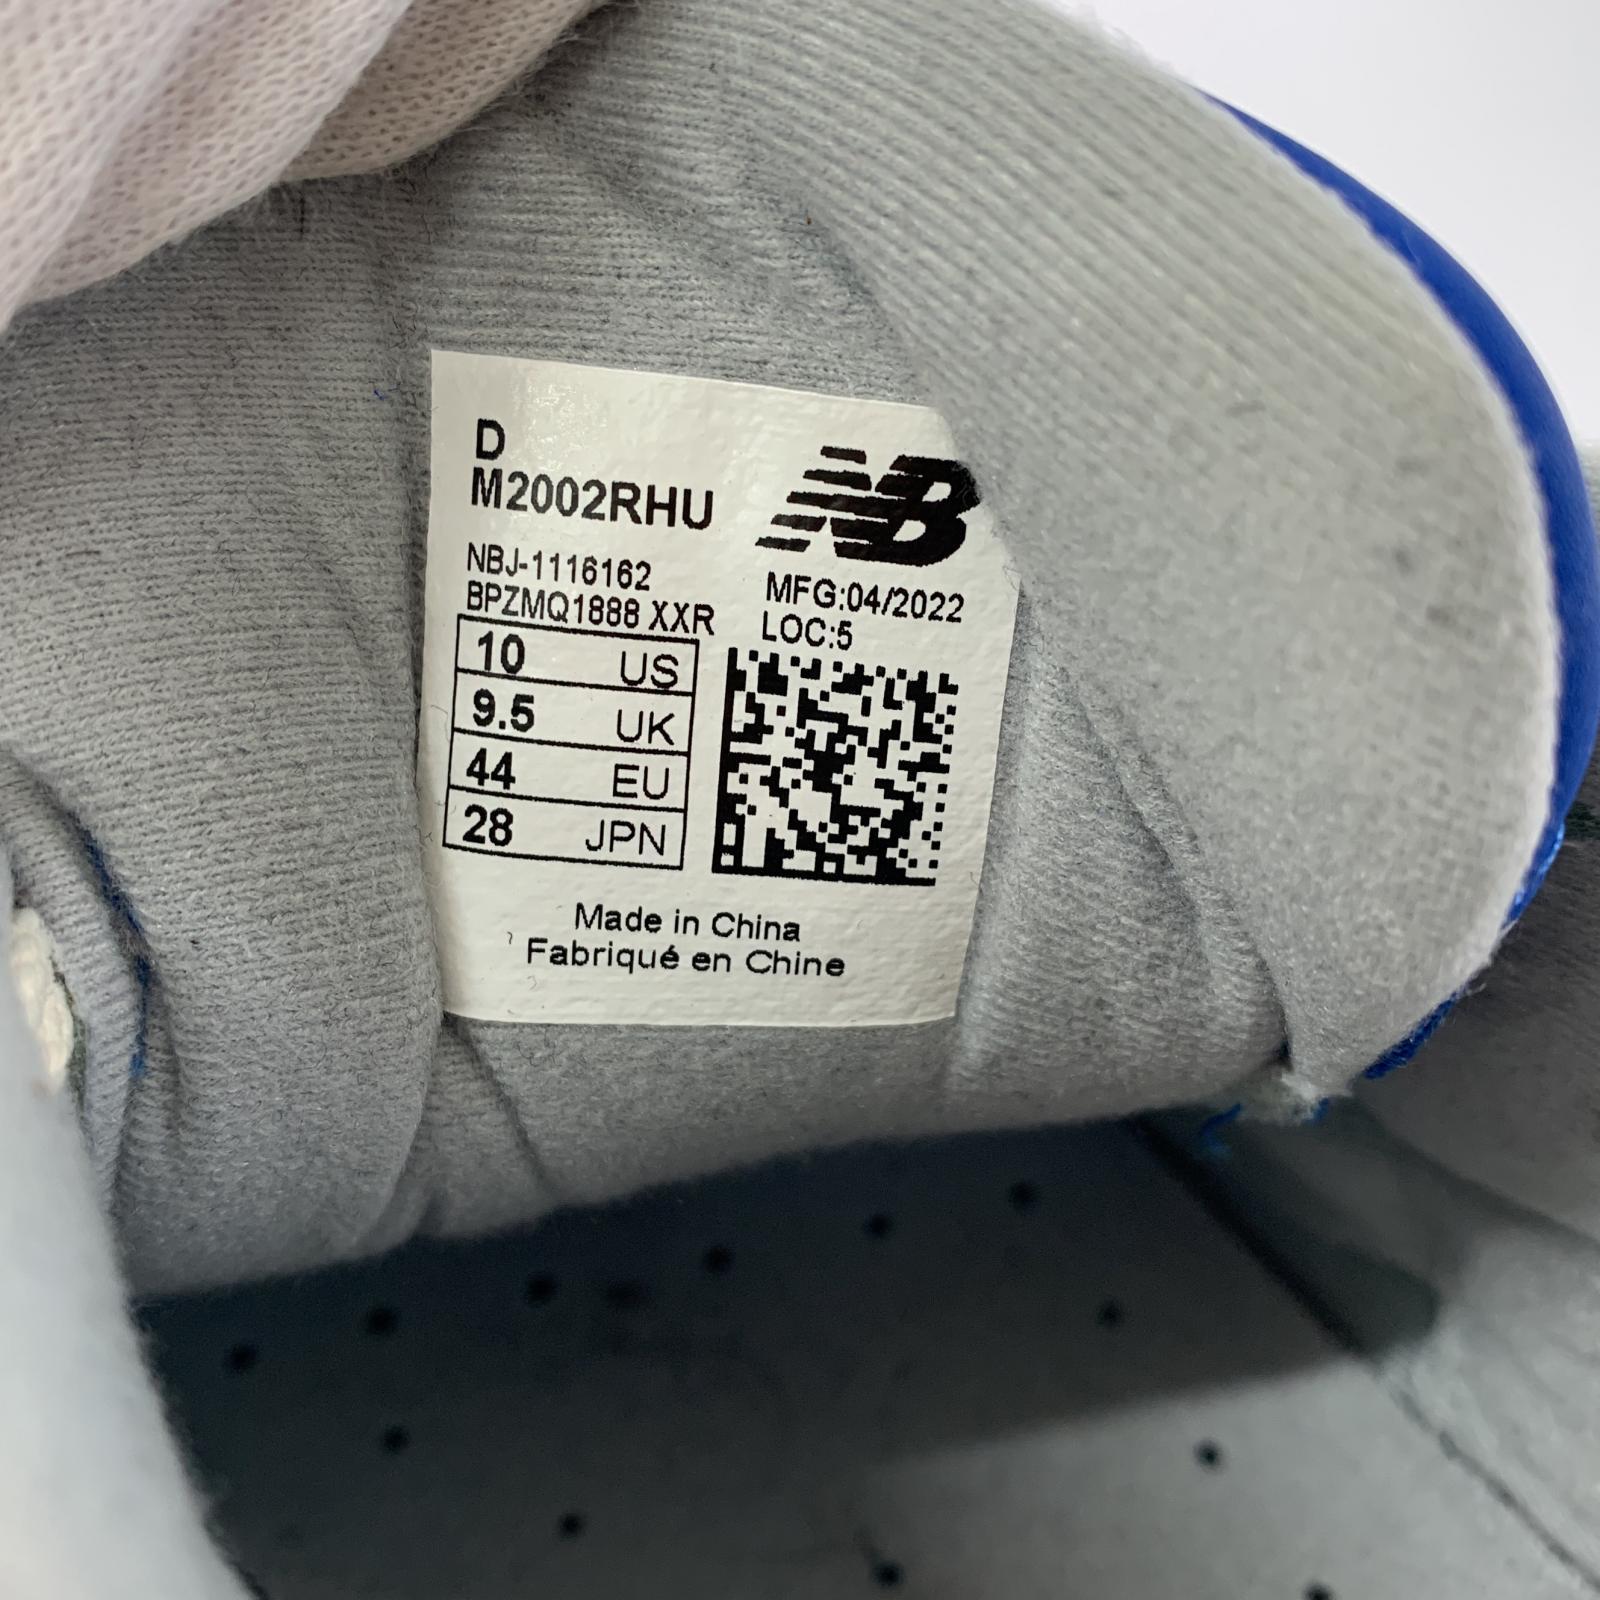 D
M2002RHU
NB
NBJ-1116162
BPZMQ1888 XXR
MFG:04/2022
LOC:5
10 US
9.5 UK
44 EU
28 JPN
Made in China
Fabriqué en Chine